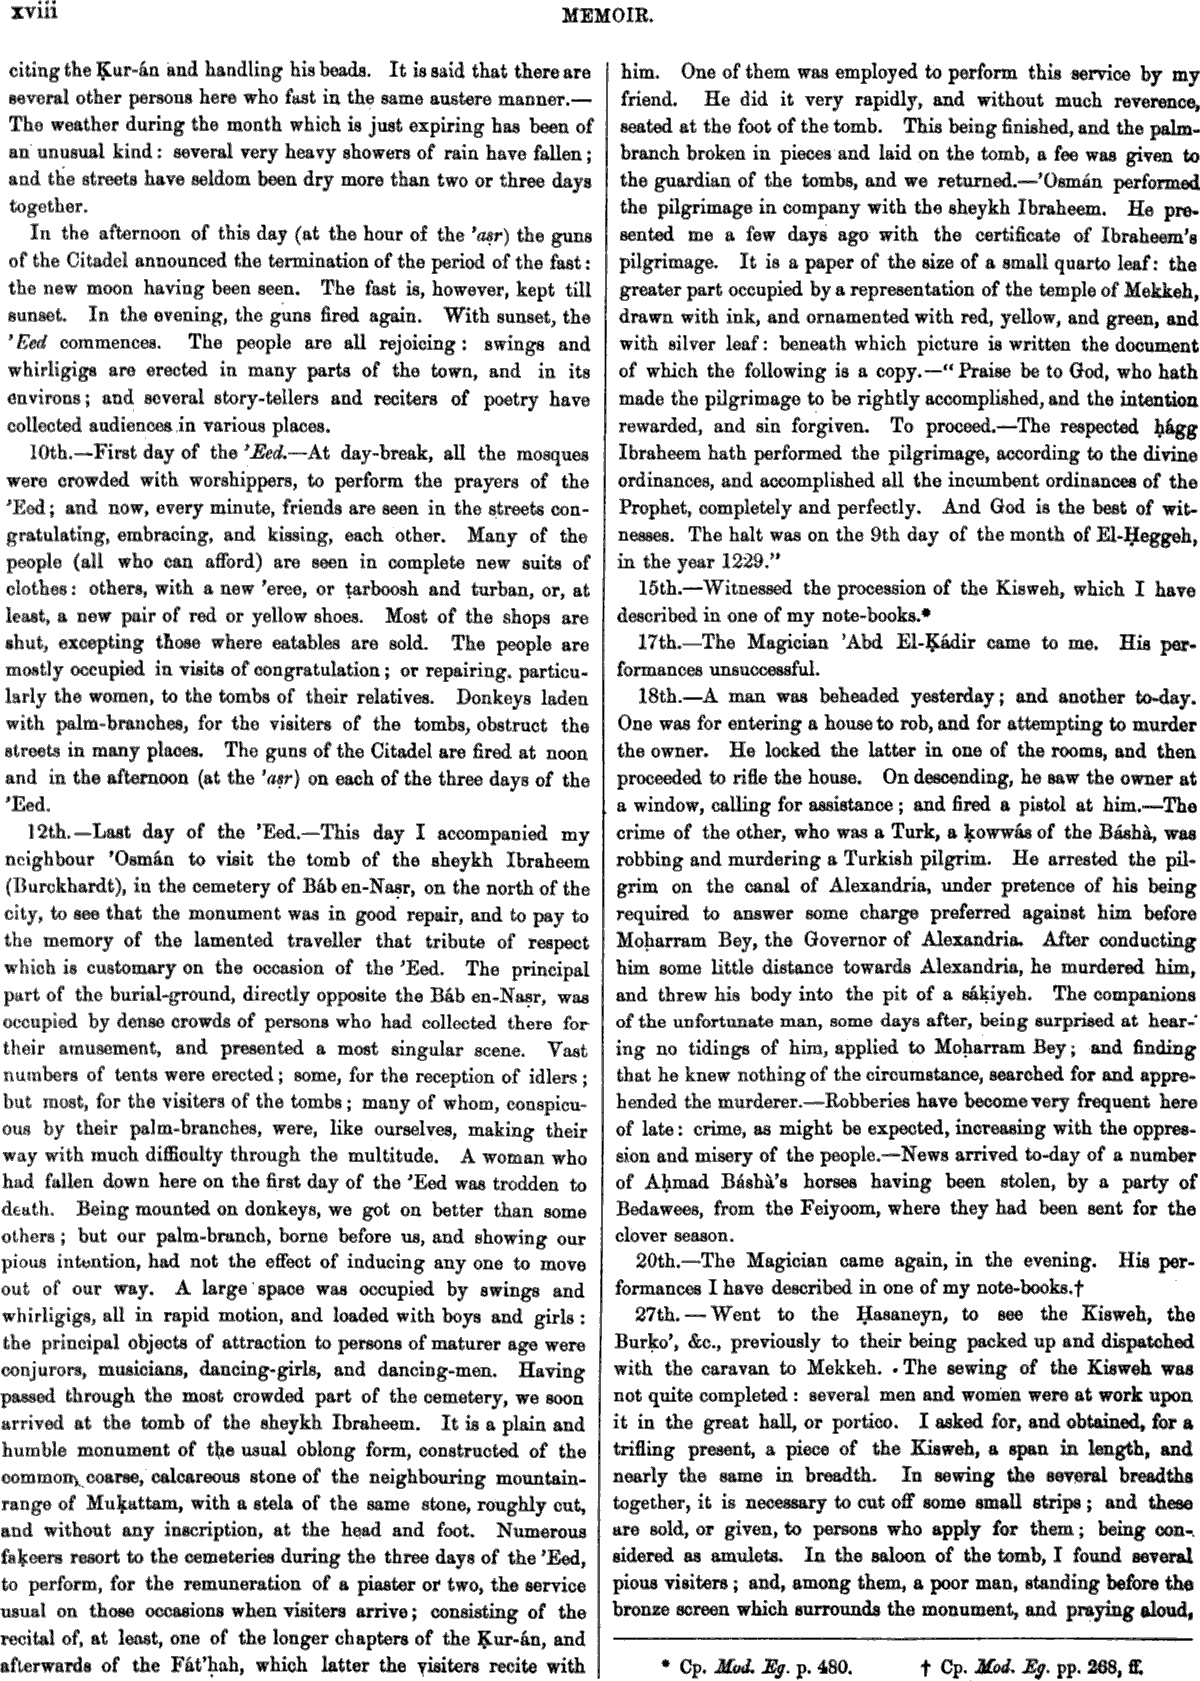 xviii
MEMOIR.
citing the Ḳur-án and handling his beads. It is said that there are
several other persons here who fast in the same austere manner.—
The weather during the month which is just expiring has been of
an unusual kind: several very heavy showers of rain have fallen;
and the streets have seldom been dry more than two or three days
together.
In the afternoon of this day (at the hour of the 'aṣr) the guns
of the Citadel announced the termination of the period of the fast:
the new moon having been seen. The fast is, however, kept till
sunset. In the evening, the guns fired again. With sunset, the
'Eed commences. The people are all rejoicing: swings and
whirligigs are erected in many parts of the town, and in its
environs; and several story-tellers and reciters of poetry have
collected audiences in various places.
10th.—First day of the 'Eed.—At day-break, all the mosques
were crowded with worshippers, to perform the prayers of the
'Eed; and now, every minute, friends are seen in the streets con-
gratulating, embracing, and kissing, each other. Many of the
people (all who can afford) are seen in complete new suits of
clothes: others, with a new 'eree, or ṭarboosh and turban, or, at
least, a new pair of red or yellow shoes. Most of the shops are
shut, excepting those where eatables are sold. The people are
mostly occupied in visits of congratulation; or repairing, particu-
larly the women, to the tombs of their relatives. Donkeys laden
with palm-branches, for the visiters of the tombs, obstruct the
streets in many places. The guns of the Citadel are fired at noon
and in the afternoon (at the 'aṣr) on each of the three days of the
'Eed.
12th.—Last day of the 'Eed.—This day I accompanied my
neighbour 'Osmán to visit the tomb of the sheykh Ibraheem
(Burckhardt), in the cemetery of Báb en-Naṣr, on the north of the
city, to see that the monument was in good repair, and to pay to
the memory of the lamented traveller that tribute of respect
which is customary on the occasion of the 'Eed. The principal
part of the burial-ground, directly opposite the Báb en-Naṣr, was
occupied by dense crowds of persons who had collected there for
their amusement, and presented a most singular scene. Vast
numbers of tents were erected; some, for the reception of idlers;
but most, for the visiters of the tombs; many of whom, conspicu-
ous by their palm-branches, were, like ourselves, making their
way with much difficulty through the multitude. A woman who
had fallen down here on the first day of the 'Eed was trodden to
death. Being mounted on donkeys, we got on better than some
others; but our palm-branch, borne before us, and showing our
pious intention, had not the effect of inducing any one to move
out of our way. A large space was occupied by swings and
whirligigs, all in rapid motion, and loaded with boys and girls:
the principal objects of attraction to persons of maturer age were
conjurors, musicians, dancing-girls, and dancing-men. Having
passed through the most crowded part of the cemetery, we soon
arrived at the tomb of the sheykh Ibraheem. It is a plain and
humble monument of the usual oblong form, constructed of the
common, coarse, calcareous stone of the neighbouring mountain-
range of Muḳattam, with a stela of the same stone, roughly cut,
and without any inscription, at the head and foot. Numerous
faḳeers resort to the cemeteries during the three days of the 'Eed,
to perform, for the remuneration of a piaster or two, the service
usual on those occasions when visiters arrive; consisting of the
recital of, at least, one of the longer chapters of the Ḳur-án, and
afterwards of the Fát'ḥah, which latter the visiters recite with
him. One of them was employed to perform this service by my
friend. He did it very rapidly, and without much reverence,
seated at the foot of the tomb. This being finished, and the palm-
branch broken in pieces and laid on the tomb, a fee was given to
the guardian of the tombs, and we returned.—'Osmán performed
the pilgrimage in company with the sheykh Ibraheem. He pre-
sented me a few days ago with the certificate of Ibraheem's
pilgrimage. It is a paper of the size of a small quarto leaf: the
greater part occupied by a representation of the temple of Mekkeh,
drawn with ink, and ornamented with red, yellow, and green, and
with silver leaf: beneath which picture is written the document
of which the following is a copy.—“Praise be to God, who hath
made the pilgrimage to be rightly accomplished, and the intention
rewarded, and sin forgiven. To proceed.—The respected ḥágg
Ibraheem hath performed the pilgrimage, according to the divine
ordinances, and accomplished all the incumbent ordinances of the
Prophet, completely and perfectly. And God is the best of wit-
nesses. The halt was on the 9th day of the month of El-Ḥeggeh,
in the year 1229.”
15th.—Witnessed the procession of the Kisweh, which I have
described in one of my note-books.*
17th.—The Magician 'Abd El-Ḳádir came to me. His per-
formances unsuccessful.
18th.—A man was beheaded yesterday; and another to-day.
One was for entering a house to rob, and for attempting to murder
the owner. He locked the latter in one of the rooms, and then
proceeded to rifle the house. On descending, he saw the owner at
a window, calling for assistance; and fired a pistol at him.—The
crime of the other, who was a Turk, a ḳowwás of the Báshà, was
robbing and murdering a Turkish pilgrim. He arrested the pil-
grim on the canal of Alexandria, under pretence of his being
required to answer some charge preferred against him before
Moḥarram Bey, the Governor of Alexandria. After conducting
him some little distance towards Alexandria, he murdered him,
and threw his body into the pit of a sáḳiyeh. The companions
of the unfortunate man, some days after, being surprised at hear-
ing no tidings of him, applied to Moḥarram Bey; and finding
that he knew nothing of the circumstance, searched for and appre-
hended the murderer.—Robberies have become very frequent here
of late: crime, as might be expected, increasing with the oppres-
sion and misery of the people.—News arrived to-day of a number
of Aḥmad Báshà's horses having been stolen, by a party of
Bedawees, from the Feiyoom, where they had been sent for the
clover season.
20th.—The Magician came again, in the evening. His per-
formances I have described in one of my note-books.†
27th.—Went to the Ḥasaneyn, to see the Kisweh, the
Burḳo', &c., previously to their being packed up and dispatched
with the caravan to Mekkeh. The sewing of the Kisweh was
not quite completed: several men and women were at work upon
it in the great hall, or portico. I asked for, and obtained, for a
trifling present, a piece of the Kisweh, a span in length, and
nearly the same in breadth. In sewing the several breadths
together, it is necessary to cut off some small strips; and these
are sold, or given, to persons who apply for them; being con-
sidered as amulets. In the saloon of the tomb, I found several
pious visiters; and, among them, a poor man, standing before the
bronze screen which surrounds the monument, and praying aloud,
* Cp. Mod. Eg. p. 480. † Cp. Mod. Eg. pp. 268, ff.